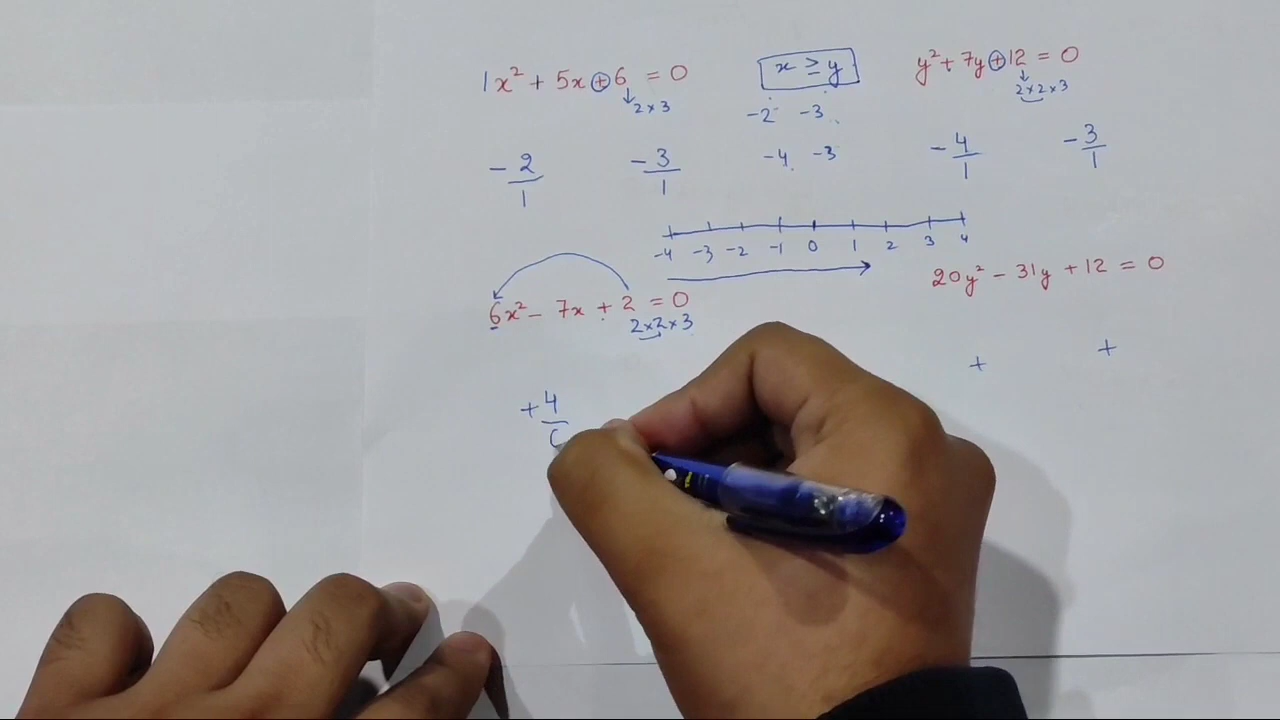 1x² + 5x + 6 = 0
2 × 3
x ≥ y
y² + 7y + 12 = 0
2 × 2 × 3
-2 -3
-4 -3
- 2/1
- 3/1
- 4/1
- 3/1
-4 -3 -2 -1 0 1 2 3 4
6x² - 7x + 2 = 0
2 × 2 × 3
20y² - 31y + 12 = 0
+ +
+ 4